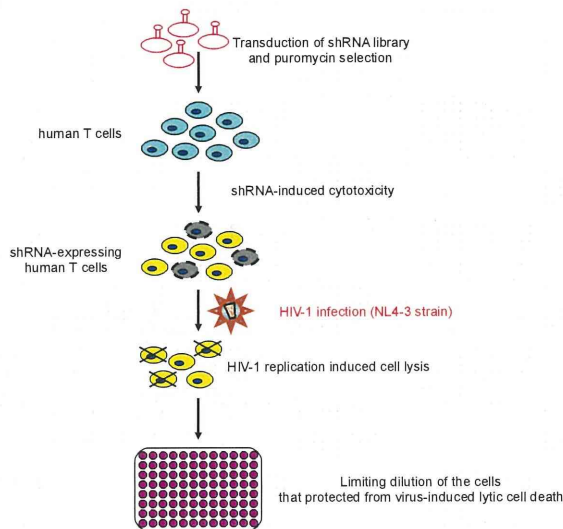 Transduction of shRNA library
and puromycin selection
human T cells
shRNA-induced cytotoxicity
shRNA-expressing
human T cells
HIV-1 infection (NL4-3 strain)
HIV-1 replication induced cell lysis
Limiting dilution of the cells
that protected from virus-induced lytic cell death